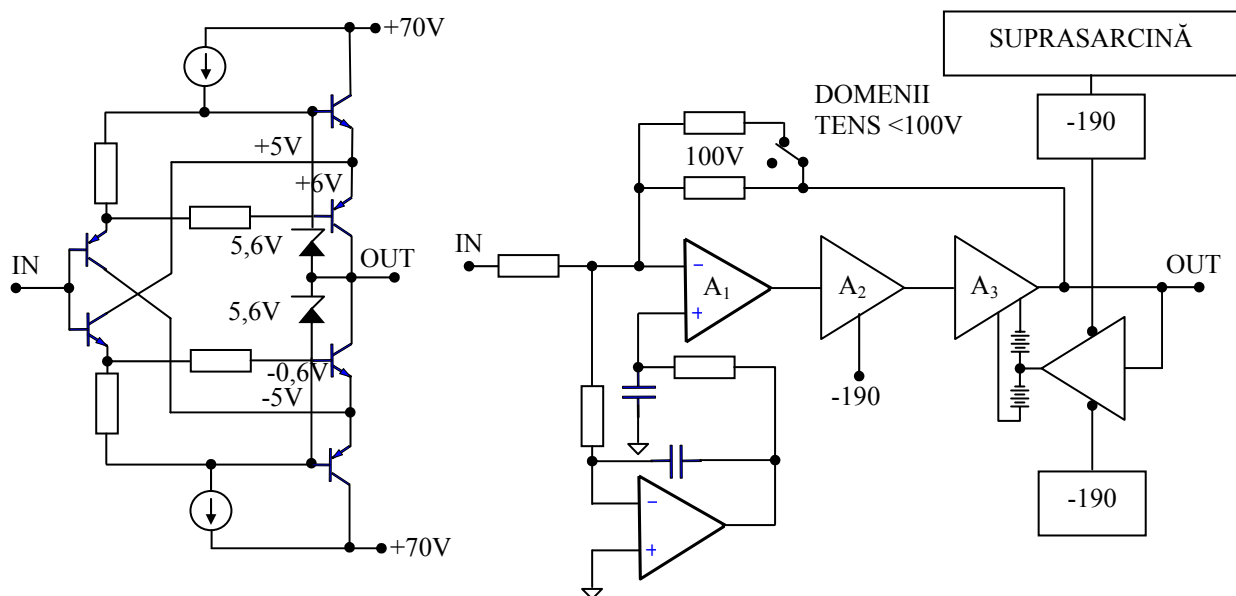 +70V
+5V
+6V
IN
5,6V
OUT
5,6V
-0,6V
-5V
+70V
SUPRASARCINĂ
DOMENII
TENS <100V
-190
100V
IN
−
A1
+
A2
A3
OUT
-190
−
+
-190